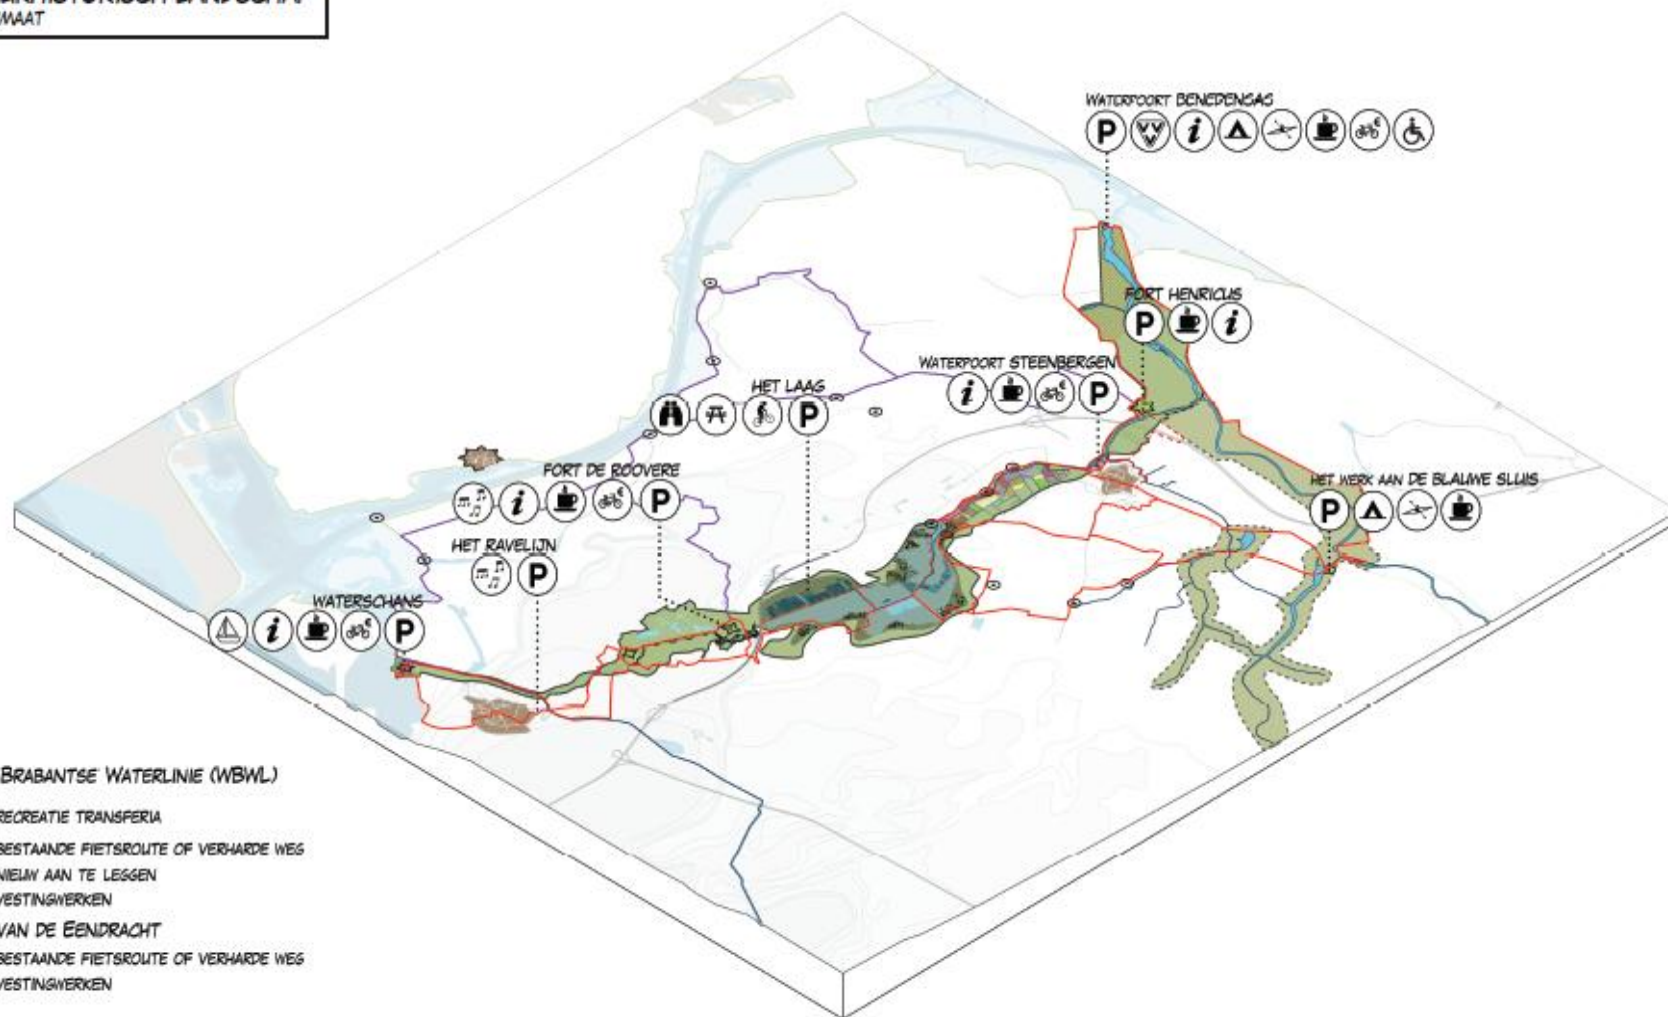 MAAT
WATERPOORT BENEDENSAS
P i
FORT HENRICUS
P i
WATERPOORT STEENBERGEN
i P
HET LAAG
P
FORT DE ROOVERE
i P
HET WERK AAN DE BLAUWE SLUIS
P
HET RAVELIJN
P
WATERSCHANS
i P
BRABANTSE WATERLINIE (WBWL)
RECREATIE TRANSFERIA
BESTAANDE FIETSROUTE OF VERHARDE WEG
NIEUW AAN TE LEGGEN
VESTINGWERKEN
VAN DE EENDRACHT
BESTAANDE FIETSROUTE OF VERHARDE WEG
VESTINGWERKEN